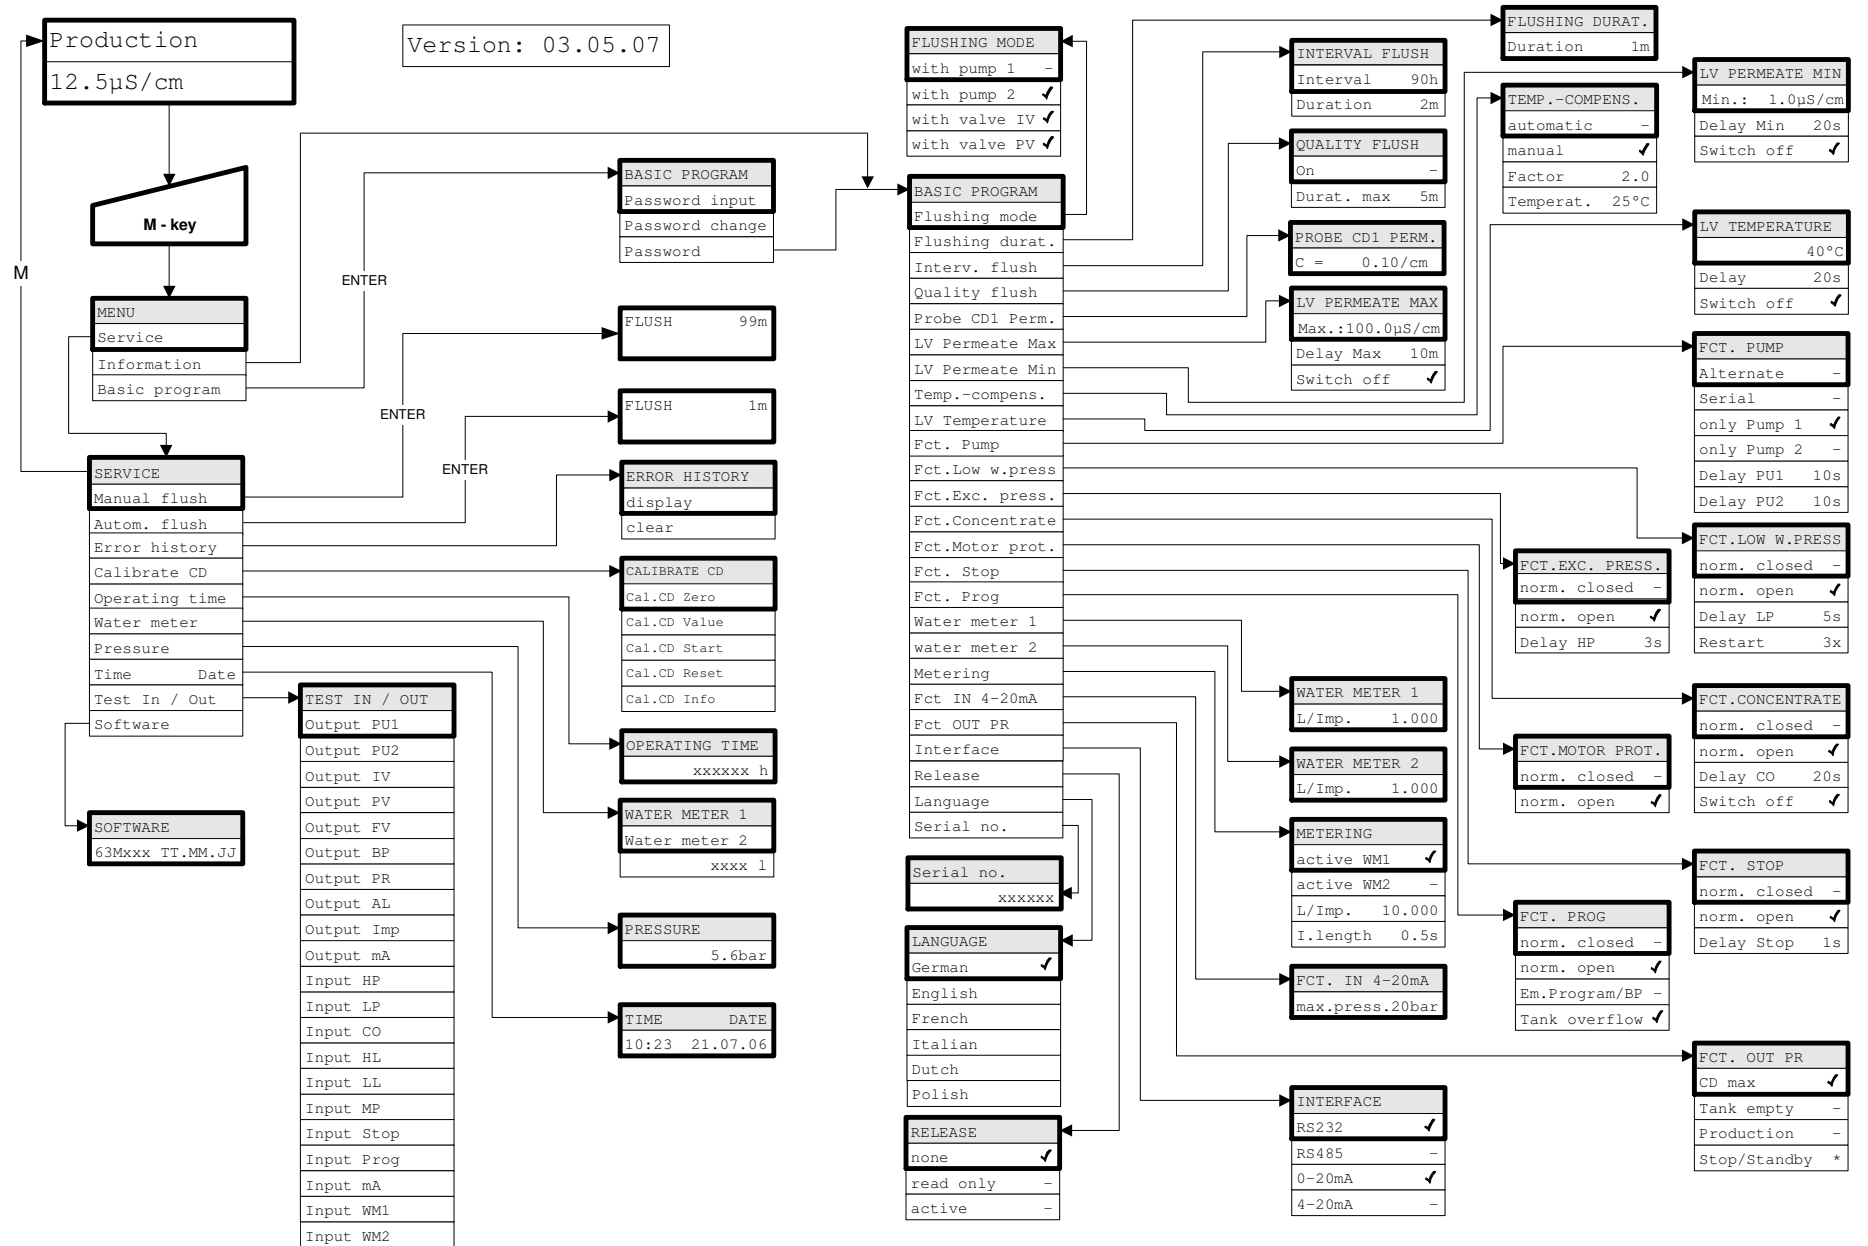 Production
12.5µS/cm
Version: 03.05.07
M - key
M
MENU
Service
Information
Basic program
SERVICE
Manual flush
Autom. flush
Error history
Calibrate CD
Operating time
Water meter
Pressure
Time Date
Test In / Out
Software
SOFTWARE
63Mxxx TT.MM.JJ
TEST IN / OUT
Output PU1
Output PU2
Output IV
Output PV
Output FV
Output BP
Output PR
Output AL
Output Imp
Output mA
Input HP
Input LP
Input CO
Input HL
Input LL
Input MP
Input Stop
Input Prog
Input mA
Input WM1
Input WM2
ENTER
ENTER
ENTER
BASIC PROGRAM
Password input
Password change
Password
FLUSH 99m
FLUSH 1m
ERROR HISTORY
display
clear
CALIBRATE CD
Cal.CD Zero
Cal.CD Value
Cal.CD Start
Cal.CD Reset
Cal.CD Info
OPERATING TIME
xxxxxx h
WATER METER 1
Water meter 2
xxxx l
PRESSURE
5.6bar
TIME DATE
10:23 21.07.06
FLUSHING MODE
with pump 1 -
with pump 2 ✓
with valve IV ✓
with valve PV ✓
BASIC PROGRAM
Flushing mode
Flushing durat.
Interv. flush
Quality flush
Probe CD1 Perm.
LV Permeate Max
LV Permeate Min
Temp.-compens.
LV Temperature
Fct. Pump
Fct.Low w.press
Fct.Exc. press.
Fct.Concentrate
Fct.Motor prot.
Fct. Stop
Fct. Prog
Water meter 1
water meter 2
Metering
Fct IN 4-20mA
Fct OUT PR
Interface
Release
Language
Serial no.
Serial no.
xxxxxx
LANGUAGE
German ✓
English
French
Italian
Dutch
Polish
RELEASE
none ✓
read only -
active -
INTERVAL FLUSH
Interval 90h
Duration 2m
QUALITY FLUSH
On -
Durat. max 5m
PROBE CD1 PERM.
C = 0.10/cm
LV PERMEATE MAX
Max.:100.0µS/cm
Delay Max 10m
Switch off ✓
WATER METER 1
L/Imp. 1.000
WATER METER 2
L/Imp. 1.000
METERING
active WM1 ✓
active WM2 -
L/Imp. 10.000
I.length 0.5s
FCT. IN 4-20mA
max.press.20bar
INTERFACE
RS232 ✓
RS485 -
0-20mA ✓
4-20mA -
FLUSHING DURAT.
Duration 1m
TEMP.-COMPENS.
automatic -
manual ✓
Factor 2.0
Temperat. 25°C
FCT.EXC. PRESS.
norm. closed -
norm. open ✓
Delay HP 3s
FCT.MOTOR PROT.
norm. closed -
norm. open ✓
FCT. PROG
norm. closed -
norm. open ✓
Em.Program/BP -
Tank overflow ✓
LV PERMEATE MIN
Min.: 1.0µS/cm
Delay Min 20s
Switch off ✓
LV TEMPERATURE
40°C
Delay 20s
Switch off ✓
FCT. PUMP
Alternate -
Serial -
only Pump 1 ✓
only Pump 2 -
Delay PU1 10s
Delay PU2 10s
FCT.LOW W.PRESS
norm. closed -
norm. open ✓
Delay LP 5s
Restart 3x
FCT.CONCENTRATE
norm. closed -
norm. open ✓
Delay CO 20s
Switch off ✓
FCT. STOP
norm. closed -
norm. open ✓
Delay Stop 1s
FCT. OUT PR
CD max ✓
Tank empty -
Production -
Stop/Standby *